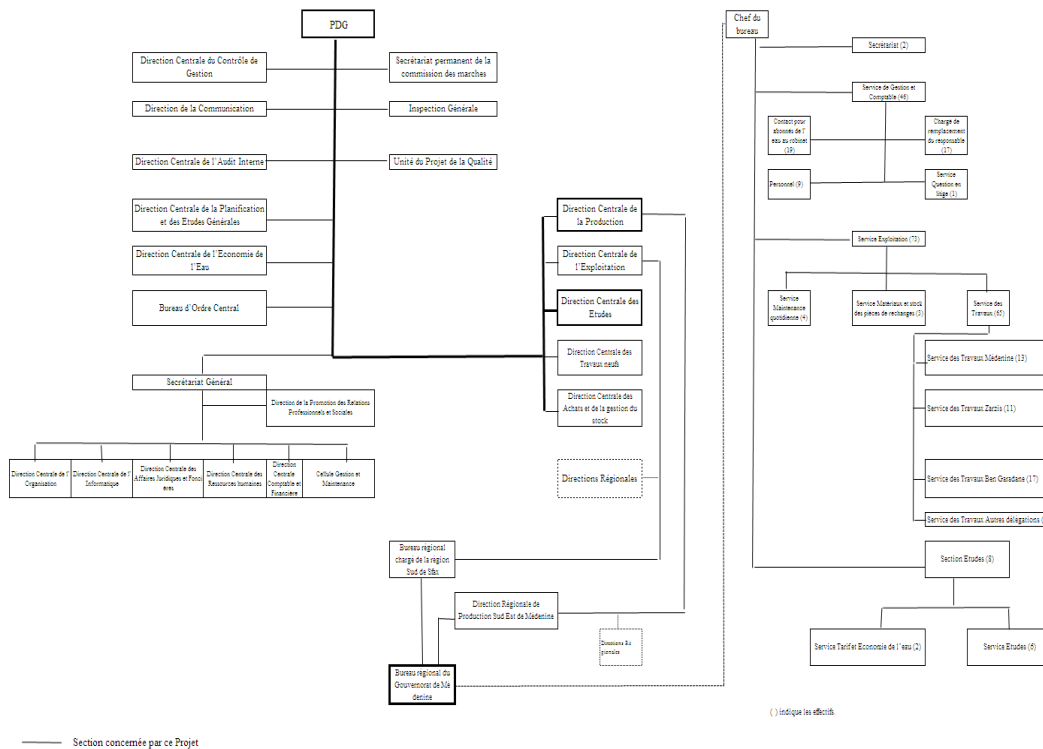 PDG
Direction Centrale du Contrôle de
Gestion
Secrétariat permanent de la
commission des marches
Direction de la Communication
Inspection Générale
Direction Centrale de l'Audit Interne
Unité du Projet de la Qualité
Direction Centrale de la Planification
et des Etudes Générales
Direction Centrale de l'Economie de
l'Eau
Bureau d'Ordre Central
Direction Centrale de
la Production
Direction Centrale de
l'Exploitation
Direction Centrale des
Etudes
Direction Centrale des
Travaux neufs
Direction Centrale des
Achats et de la gestion du
stock
Directions Régionales
Secrétariat Général
Direction de la Promotion des Relations
Professionnels et Sociales
Direction Centrale de l'
Organisation
Direction Centrale de l'
Informatique
Direction Centrale des
Affaires Juridiques et Fonci
ères
Direction Centrale des
Ressources humaines
Direction
Centrale
Comptable et
Financière
Cellule Gestion et
Maintenance
Bureau régional
chargé de la région
Sud de Sfax
Direction Régionale de
Production Sud Est de Médenine
Directions Ré
gionales
Bureau régional du
Gouvernorat de Mé
denine
Chef du
bureau
Secrétariat (2)
Service de Gestion et
Comptable (46)
Contact pour
abonnés de l'
eau au robinet
(19)
Chargé de
remplacement
du responsable
(17)
Personnel (9)
Service
Question en
litige (1)
Service Exploitation (73)
Service
Maintenance
quotidienne (4)
Service Matériaux et stock
des pièces de rechanges (3)
Service des
Travaux (65)
Service des Travaux Médenine (13)
Service des Travaux Zarzis (11)
Service des Travaux Ben Garadane (17)
Service des Travaux Autres délégations (
Section Etudes (8)
Service Tarif et Economie de l'eau (2)
Service Etudes (6)
( ) indique les effectifs
Section concernée par ce Projet